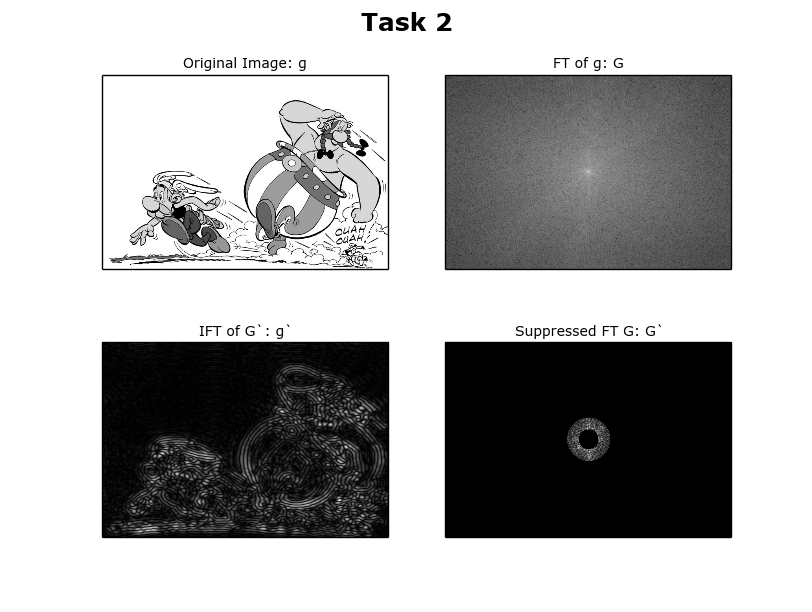 Task 2
Original Image: g
FT of g: G
OUAH!
OUAH!
IFT of G`: g`
Suppressed FT G: G`